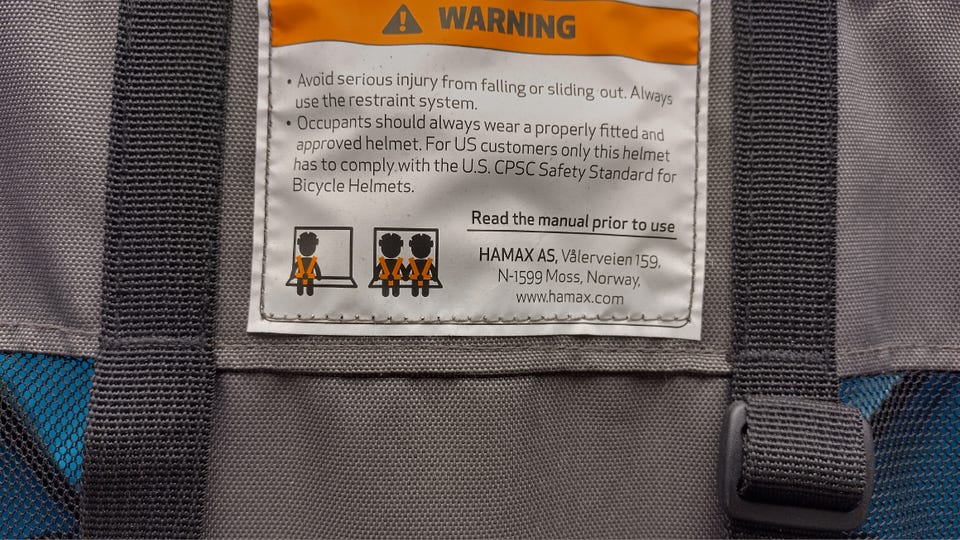 WARNING
• Avoid serious injury from falling or sliding out. Always
use the restraint system.
• Occupants should always wear a properly fitted and
approved helmet. For US customers only this helmet
has to comply with the U.S. CPSC Safety Standard for
Bicycle Helmets.
Read the manual prior to use
HAMAX AS, Vålerveien 159,
N-1599 Moss, Norway,
www.hamax.com